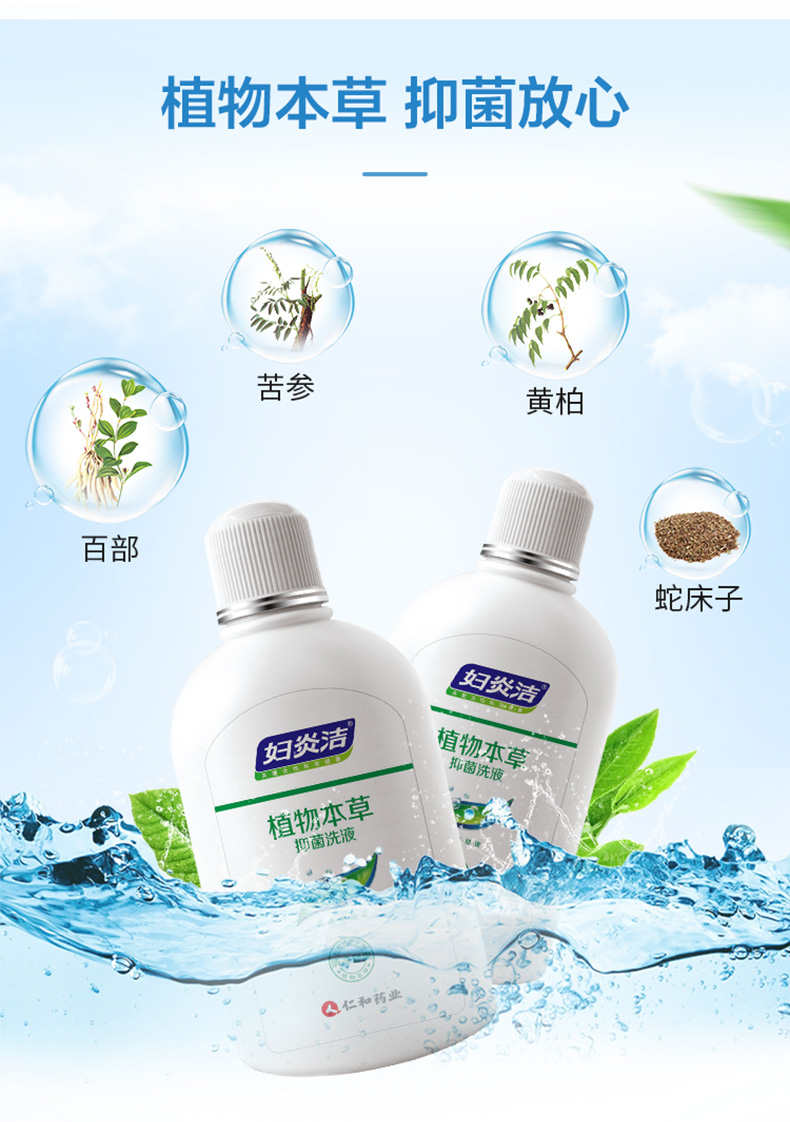 植物本草 抑菌放心
苦参
黄柏
百部
蛇床子
妇炎洁®
植物本草
抑菌洗液
妇炎洁®
植物本草
抑菌洗液
仁和药业